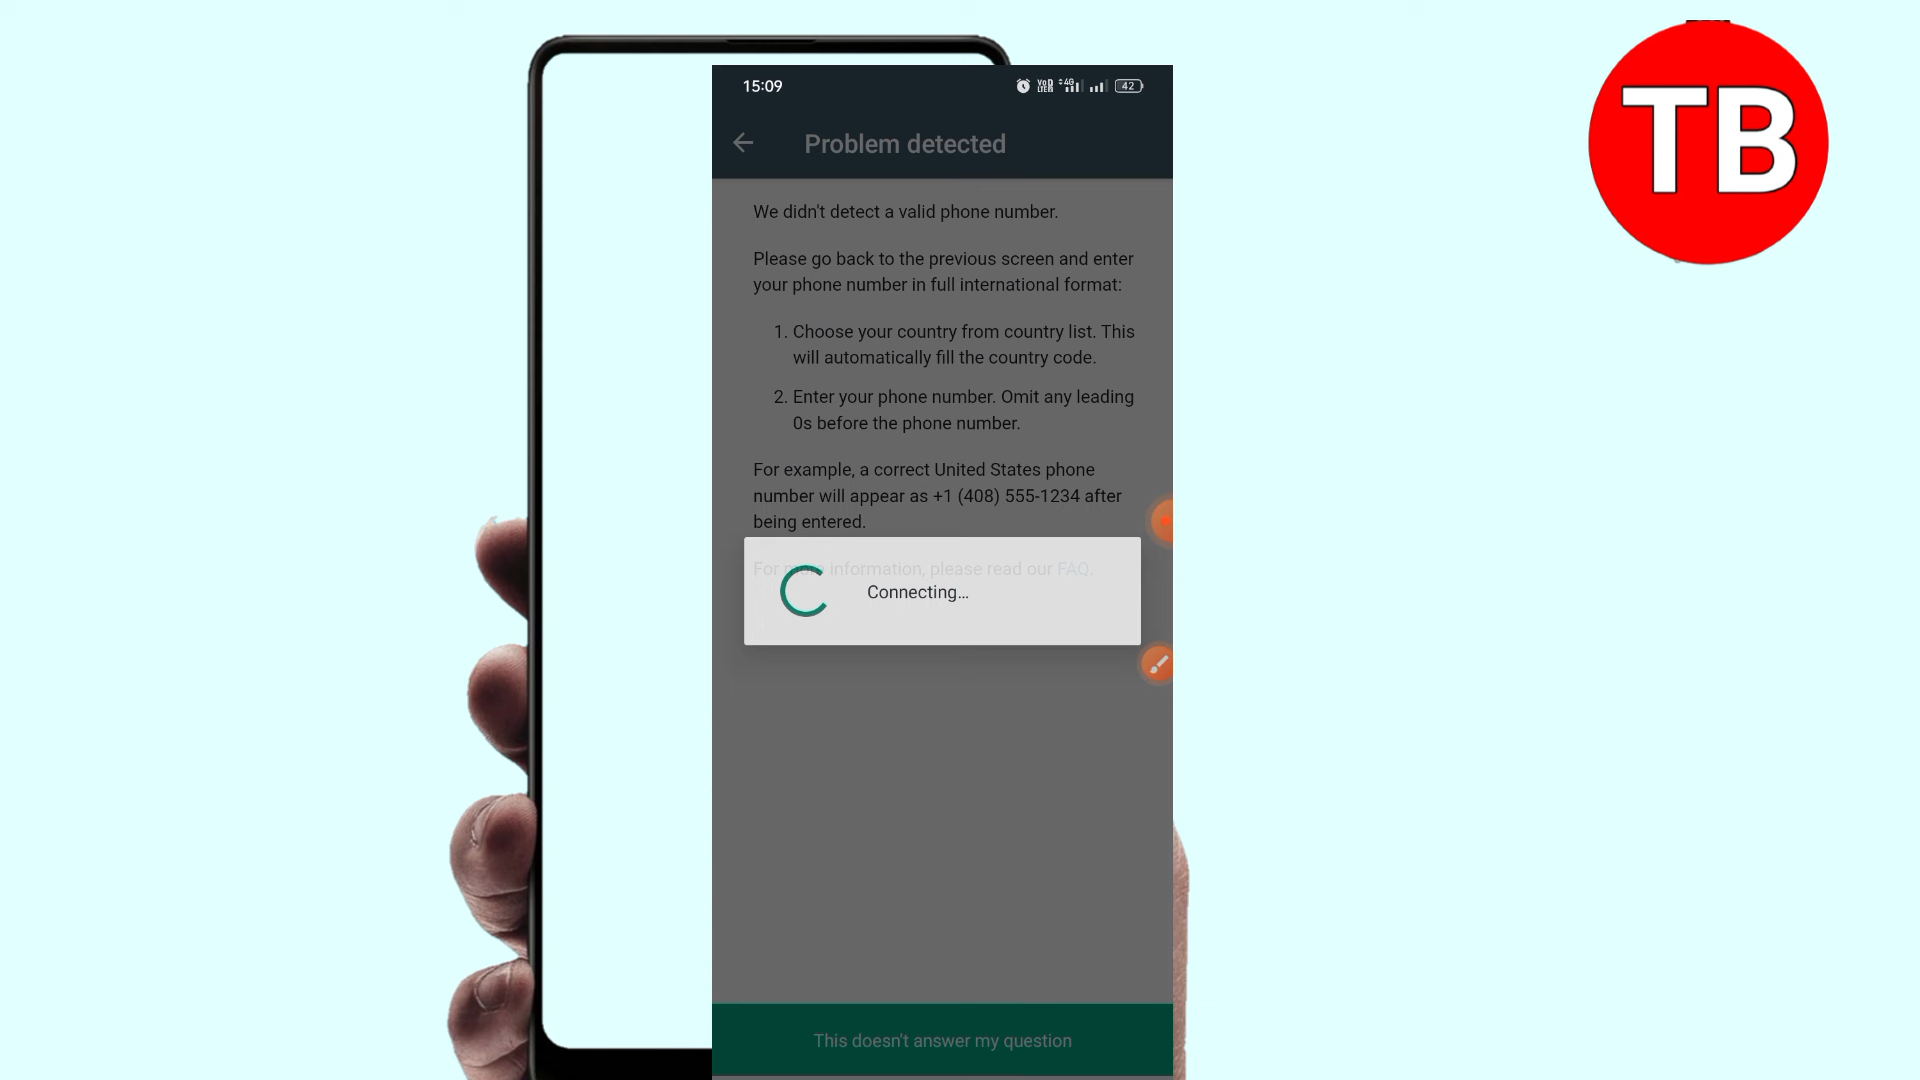 TB
15:09
Vo D
LTE
4G
42
Problem detected
We didn't detect a valid phone number.
Please go back to the previous screen and enter
your phone number in full international format:
1. Choose your country from country list. This
will automatically fill the country code.
2. Enter your phone number. Omit any leading
0s before the phone number.
For example, a correct United States phone
number will appear as +1 (408) 555-1234 after
being entered.
For more information, please read our FAQ.
Connecting...
This doesn't answer my question